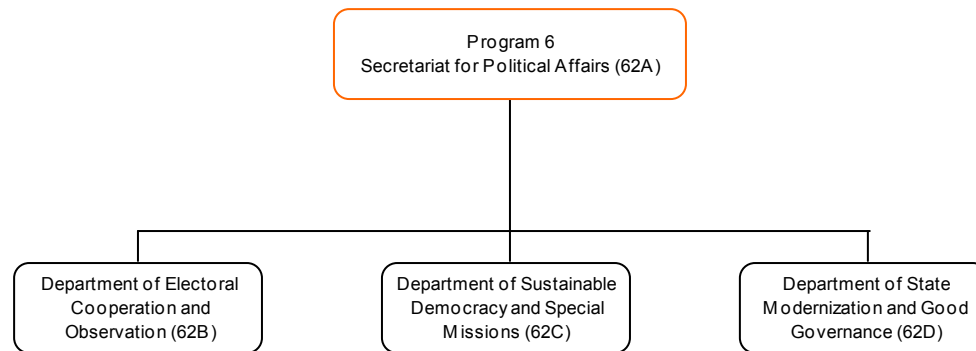 Program 6
Secretariat for Political Affairs (62A)
Department of Electoral
Cooperation and
Observation (62B)
Department of Sustainable
Democracy and Special
Missions (62C)
Department of State
Modernization and Good
Governance (62D)